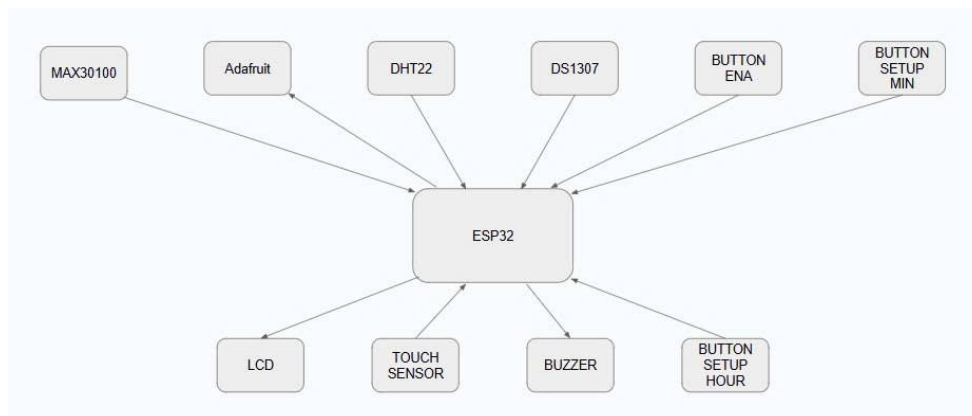 MAX30100
Adafruit
DHT22
DS1307
BUTTON
ENA
BUTTON
SETUP
MIN
ESP32
LCD
TOUCH
SENSOR
BUZZER
BUTTON
SETUP
HOUR